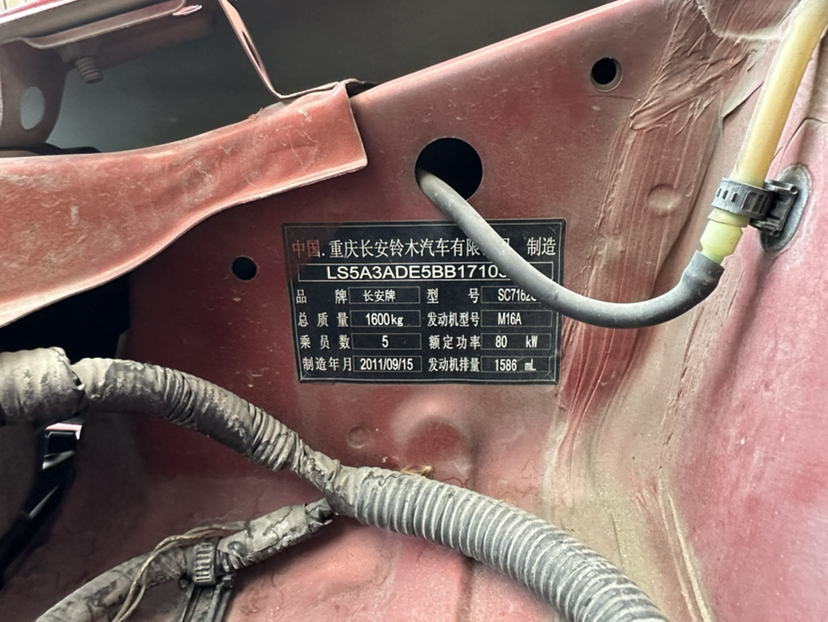 中国.重庆长安铃木汽车有限 司 制造
LS5A3ADE5BB1710
品 牌 长安牌 型 号 SC7162
总 质 量 1600kg 发动机型号 M16A
乘 员 数 5 额定功率 80 kW
制造年月 2011/09/15 发动机排量 1586 mL